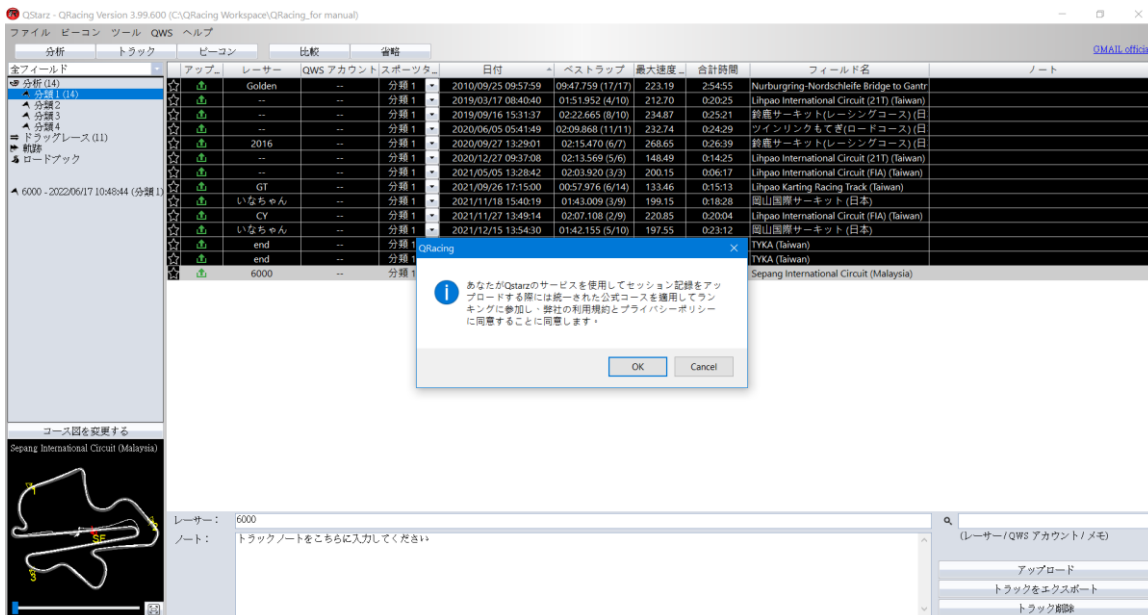 QStarz - QRacing Version 3.99.600 (C:\QRacing Workspace\QRacing_for manual)
ファイル ビーコン ツール QWS ヘルプ
分析 トラック ビーコン 比較 省略 GMAIL officia
全フィールド
アップ... レーサー QWS アカウント スポーツタ... 日付 ベストラップ 最大速度 ... 合計時間 フィールド名 ノート
分析 (14)
分類 1 (14)
分類 2
分類 3
分類 4
ドラッグレース (11)
軌跡
ロードブック
6000 - 2022/06/17 10:48:44 (分類 1)
Golden -- 分類 1 2010/09/25 09:57:59 09:47.759 (17/17) 223.19 2:54:55 Nurburgring-Nordschleife Bridge to Gantr
-- -- 分類 1 2019/03/17 08:40:40 01:51.952 (4/10) 212.70 0:20:25 Lihpao International Circuit (21T) (Taiwan)
-- -- 分類 1 2019/09/16 15:31:37 02:22.665 (8/10) 234.87 0:25:21 鈴鹿サーキット(レーシングコース) (日
-- -- 分類 1 2020/06/05 05:41:49 02:09.868 (11/11) 232.74 0:24:29 ツインリンクもてぎ(ロードコース) (日
2016 -- 分類 1 2020/09/27 13:29:01 02:15.470 (6/7) 268.65 0:26:39 鈴鹿サーキット(レーシングコース) (日
-- -- 分類 1 2020/12/27 09:37:08 02:13.569 (5/6) 148.49 0:14:25 Lihpao International Circuit (21T) (Taiwan)
-- -- 分類 1 2021/05/05 13:28:42 02:03.920 (3/3) 200.15 0:06:17 Lihpao International Circuit (FIA) (Taiwan)
GT -- 分類 1 2021/09/26 17:15:00 00:57.976 (6/14) 133.46 0:15:13 Lihpao Karting Racing Track (Taiwan)
いなちゃん -- 分類 1 2021/11/18 15:40:19 01:43.009 (3/9) 199.15 0:18:28 岡山国際サーキット (日本)
CY -- 分類 1 2021/11/27 13:49:14 02:07.108 (2/9) 220.85 0:20:04 Lihpao International Circuit (FIA) (Taiwan)
いなちゃん -- 分類 1 2021/12/15 13:54:30 01:42.155 (5/10) 197.55 0:23:12 岡山国際サーキット (日本)
end -- 分類 1 TYKA (Taiwan)
end -- 分類 1 TYKA (Taiwan)
6000 -- 分類 1 Sepang International Circuit (Malaysia)
QRacing
あなたがQstarzのサービスを使用してセッション記録をアッ
プロードする際には統一された公式コースを適用してラン
キングに参加し、弊社の利用規約とプライバシーポリシー
に同意することに同意します。
OK Cancel
コース図を変更する
Sepang International Circuit (Malaysia)
1
2
SF
3
レーサー: 6000
ノート: トラックノートをこちらに入力してください
(レーサー / QWS アカウント / メモ)
アップロード
トラックをエクスポート
トラック削除